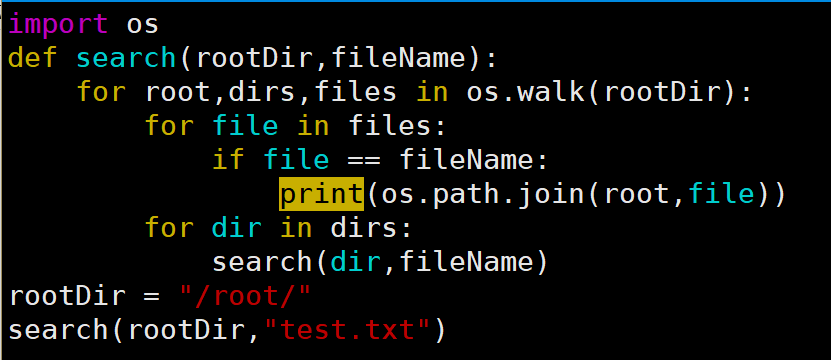 import os
def search(rootDir,fileName):
    for root,dirs,files in os.walk(rootDir):
        for file in files:
            if file == fileName:
                print(os.path.join(root,file))
        for dir in dirs:
            search(dir,fileName)
rootDir = "/root/"
search(rootDir,"test.txt")